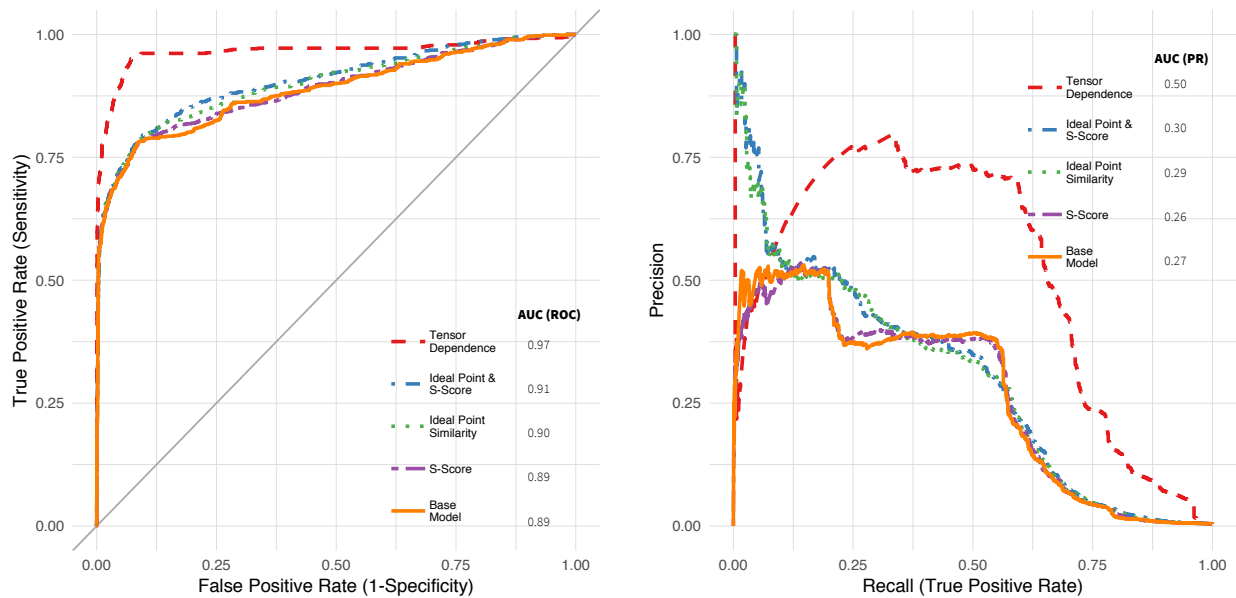 True Positive Rate (Sensitivity)
1.00
0.75
0.50
0.25
0.00
AUC (ROC)
Tensor
Dependence
0.97
Ideal Point &
S-Score
0.91
Ideal Point
Similarity
0.90
S-Score
0.89
Base
Model
0.89
0.00 0.25 0.50 0.75 1.00
False Positive Rate (1-Specificity)
Precision
1.00
0.75
0.50
0.25
0.00
AUC (PR)
Tensor
Dependence
0.50
Ideal Point &
S-Score
0.30
Ideal Point
Similarity
0.29
S-Score
0.26
Base
Model
0.27
0.00 0.25 0.50 0.75 1.00
Recall (True Positive Rate)